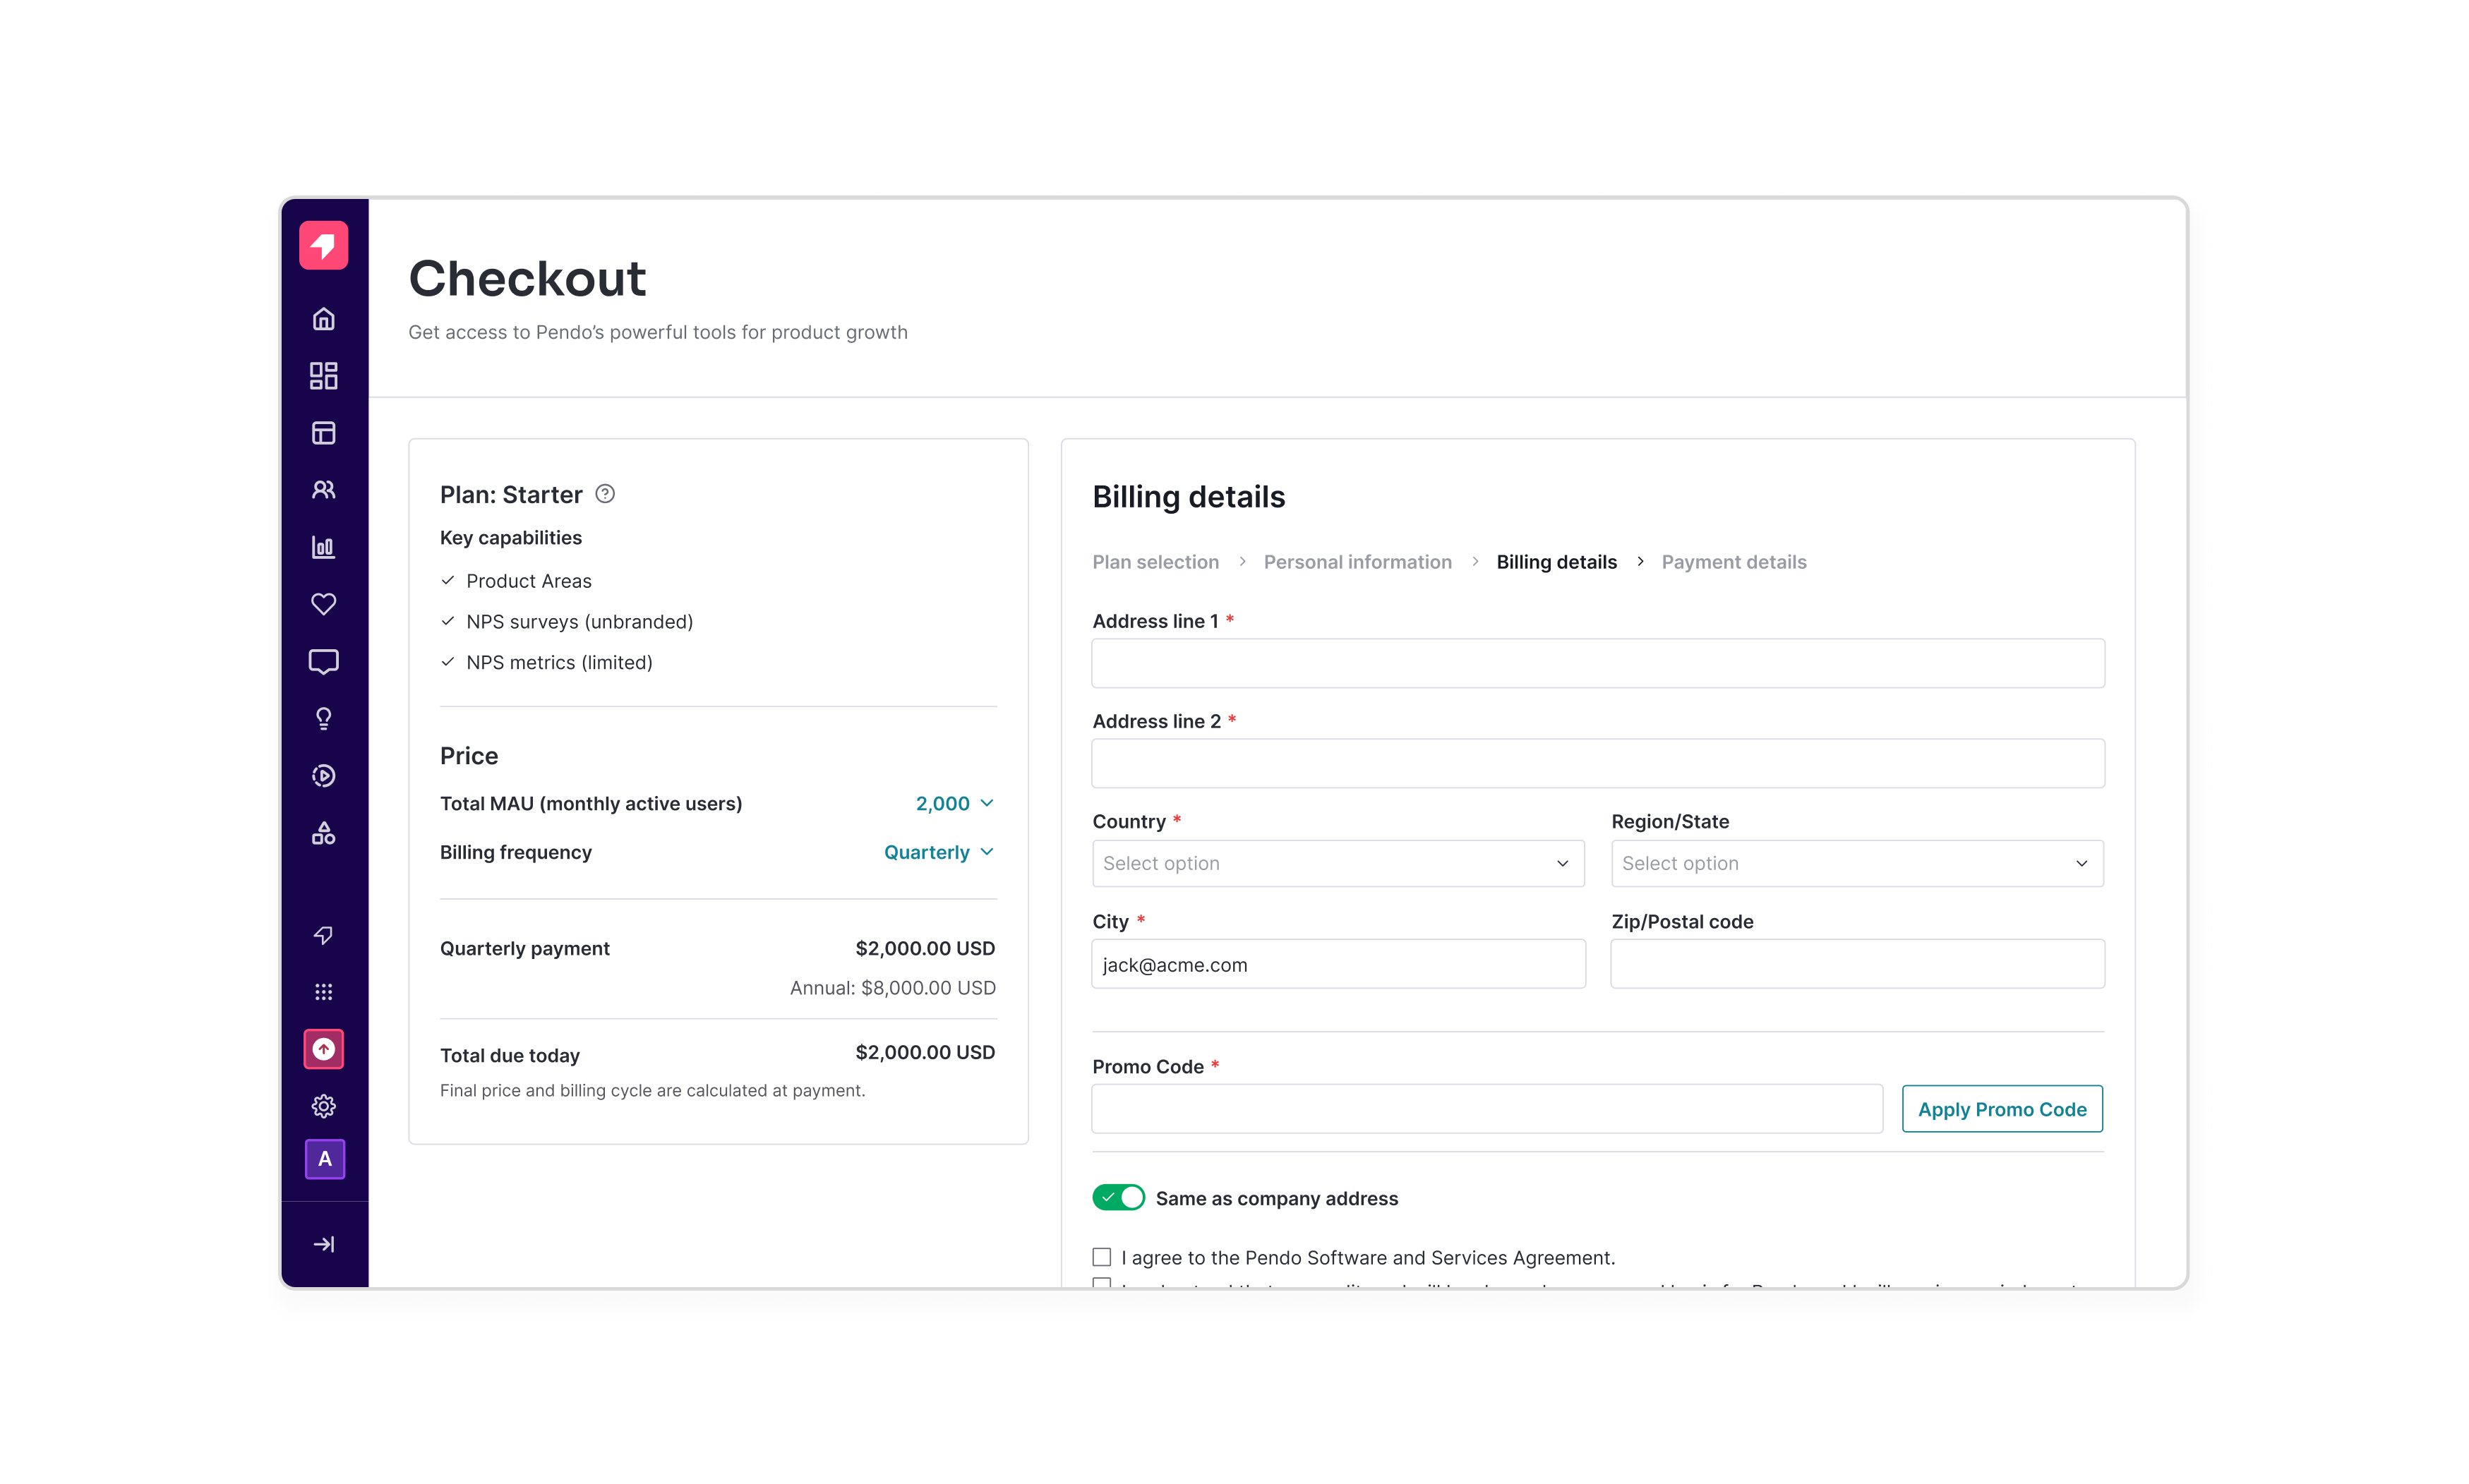 Checkout
Get access to Pendo’s powerful tools for product growth
Plan: Starter
Key capabilities
Product Areas
NPS surveys (unbranded)
NPS metrics (limited)
Price
Total MAU (monthly active users) 2,000
Billing frequency Quarterly
Quarterly payment $2,000.00 USD
Annual: $8,000.00 USD
Total due today $2,000.00 USD
Final price and billing cycle are calculated at payment.
Billing details
Plan selection > Personal information > Billing details > Payment details
Address line 1 *
Address line 2 *
Country * Region/State
Select option Select option
City * Zip/Postal code
jack@acme.com
Promo Code *
Apply Promo Code
Same as company address
I agree to the Pendo Software and Services Agreement.
A